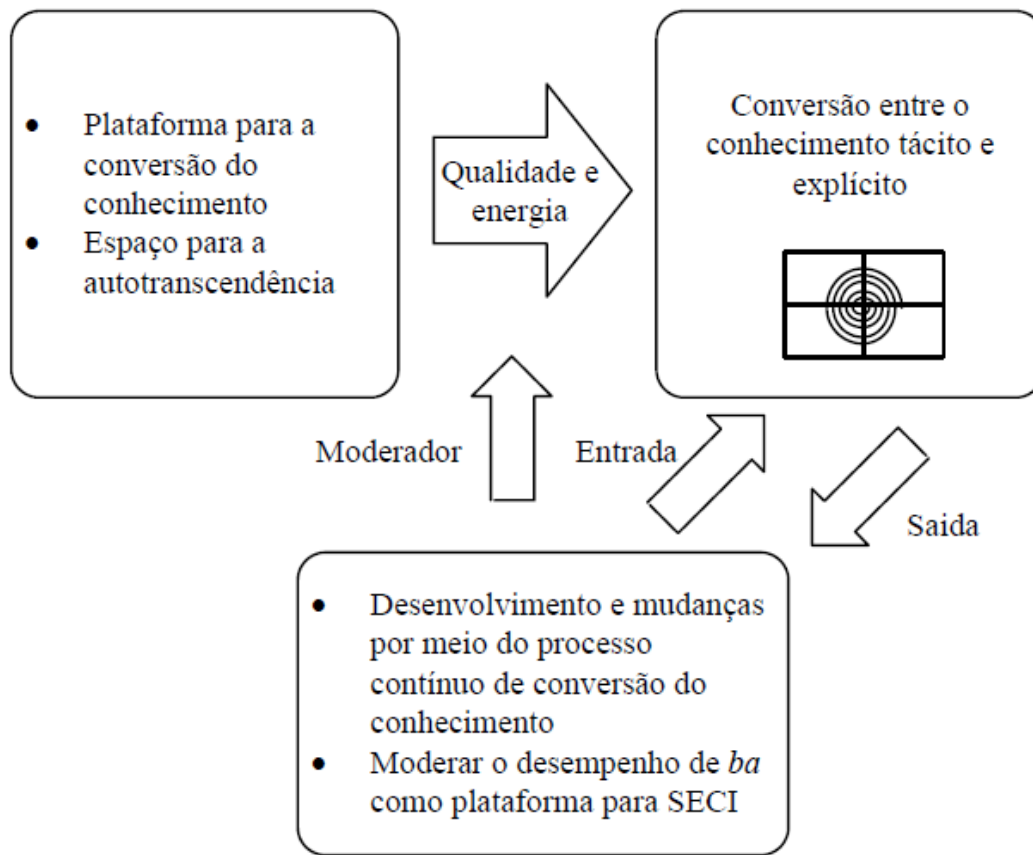 • Plataforma para a
conversão do
conhecimento
• Espaço para a
autotranscendência
Qualidade e
energia
Conversão entre o
conhecimento tácito e
explícito
Moderador
Entrada
Saida
• Desenvolvimento e mudanças
por meio do processo
contínuo de conversão do
conhecimento
• Moderar o desempenho de ba
como plataforma para SECI